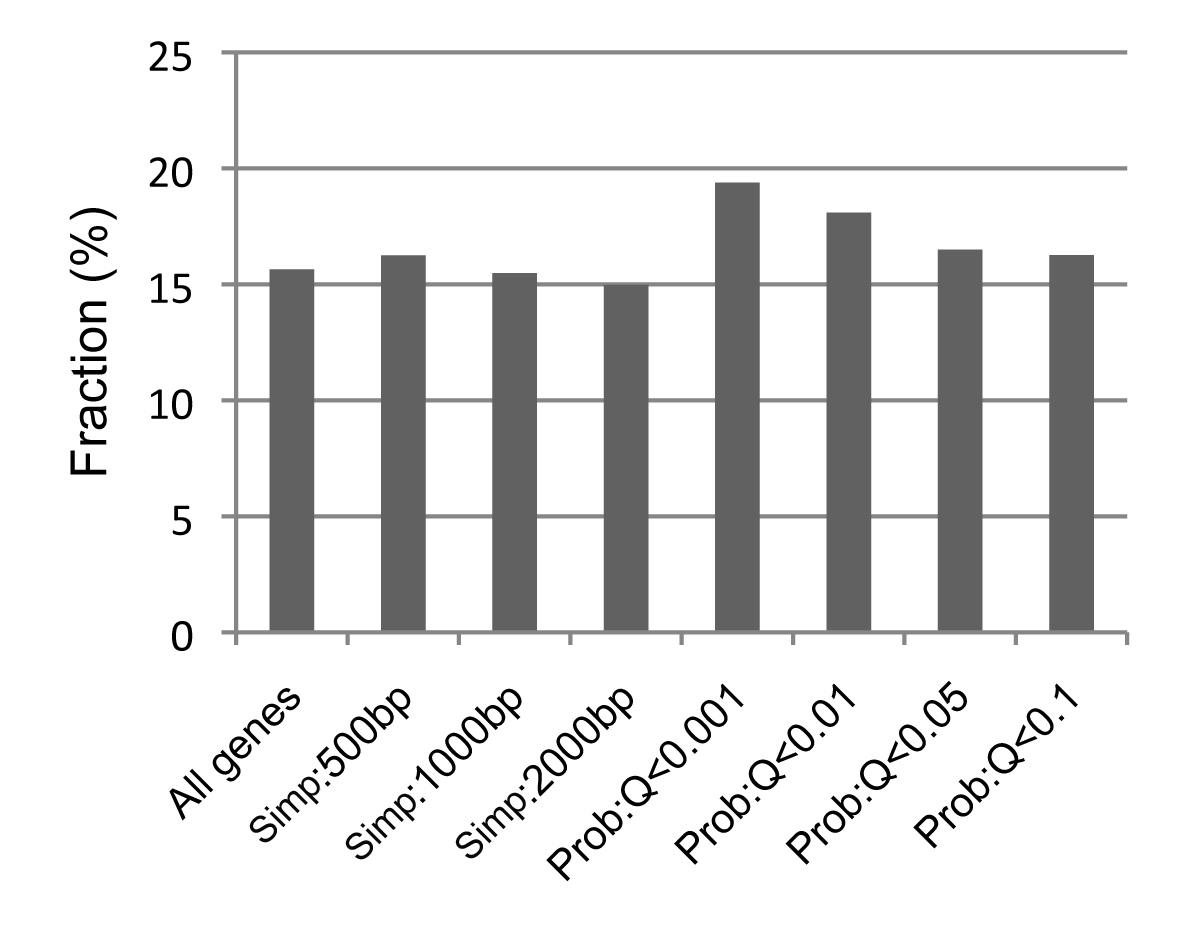 25
20
15
10
5
0
Fraction (%)
All genes
Simp:500bp
Simp:1000bp
Simp:2000bp
Prob:Q<0.001
Prob:Q<0.01
Prob:Q<0.05
Prob:Q<0.1